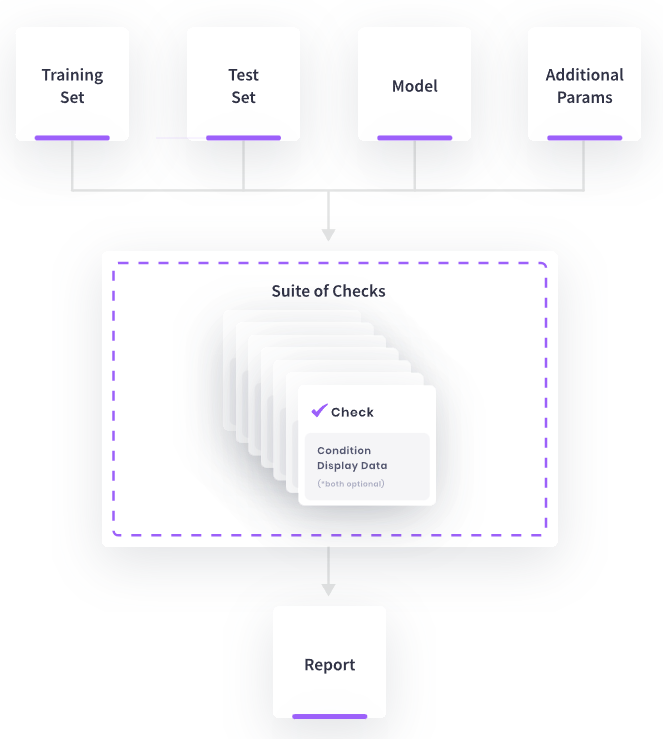 Training
Set
Test
Set
Model
Additional
Params
Suite of Checks
Check
Condition
Display Data
(*both optional)
Report